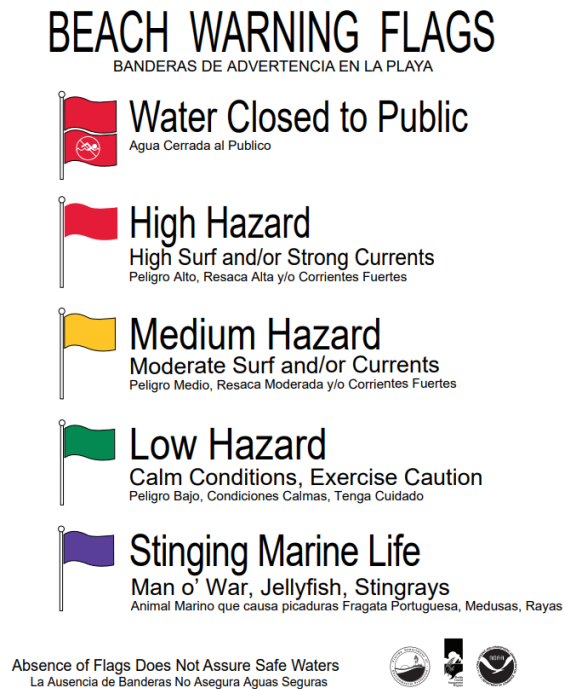 BEACH WARNING FLAGS
BANDERAS DE ADVERTENCIA EN LA PLAYA
Water Closed to Public
Agua Cerrada al Publico
High Hazard
High Surf and/or Strong Currents
Peligro Alto, Resaca Alta y/o Corrientes Fuertes
Medium Hazard
Moderate Surf and/or Currents
Peligro Medio, Resaca Moderada y/o Corrientes Fuertes
Low Hazard
Calm Conditions, Exercise Caution
Peligro Bajo, Condiciones Calmas, Tenga Cuidado
Stinging Marine Life
Man o' War, Jellyfish, Stingrays
Animal Marino que causa picaduras Fragata Portuguesa, Medusas, Rayas
Absence of Flags Does Not Assure Safe Waters
La Ausencia de Banderas No Asegura Aguas Seguras